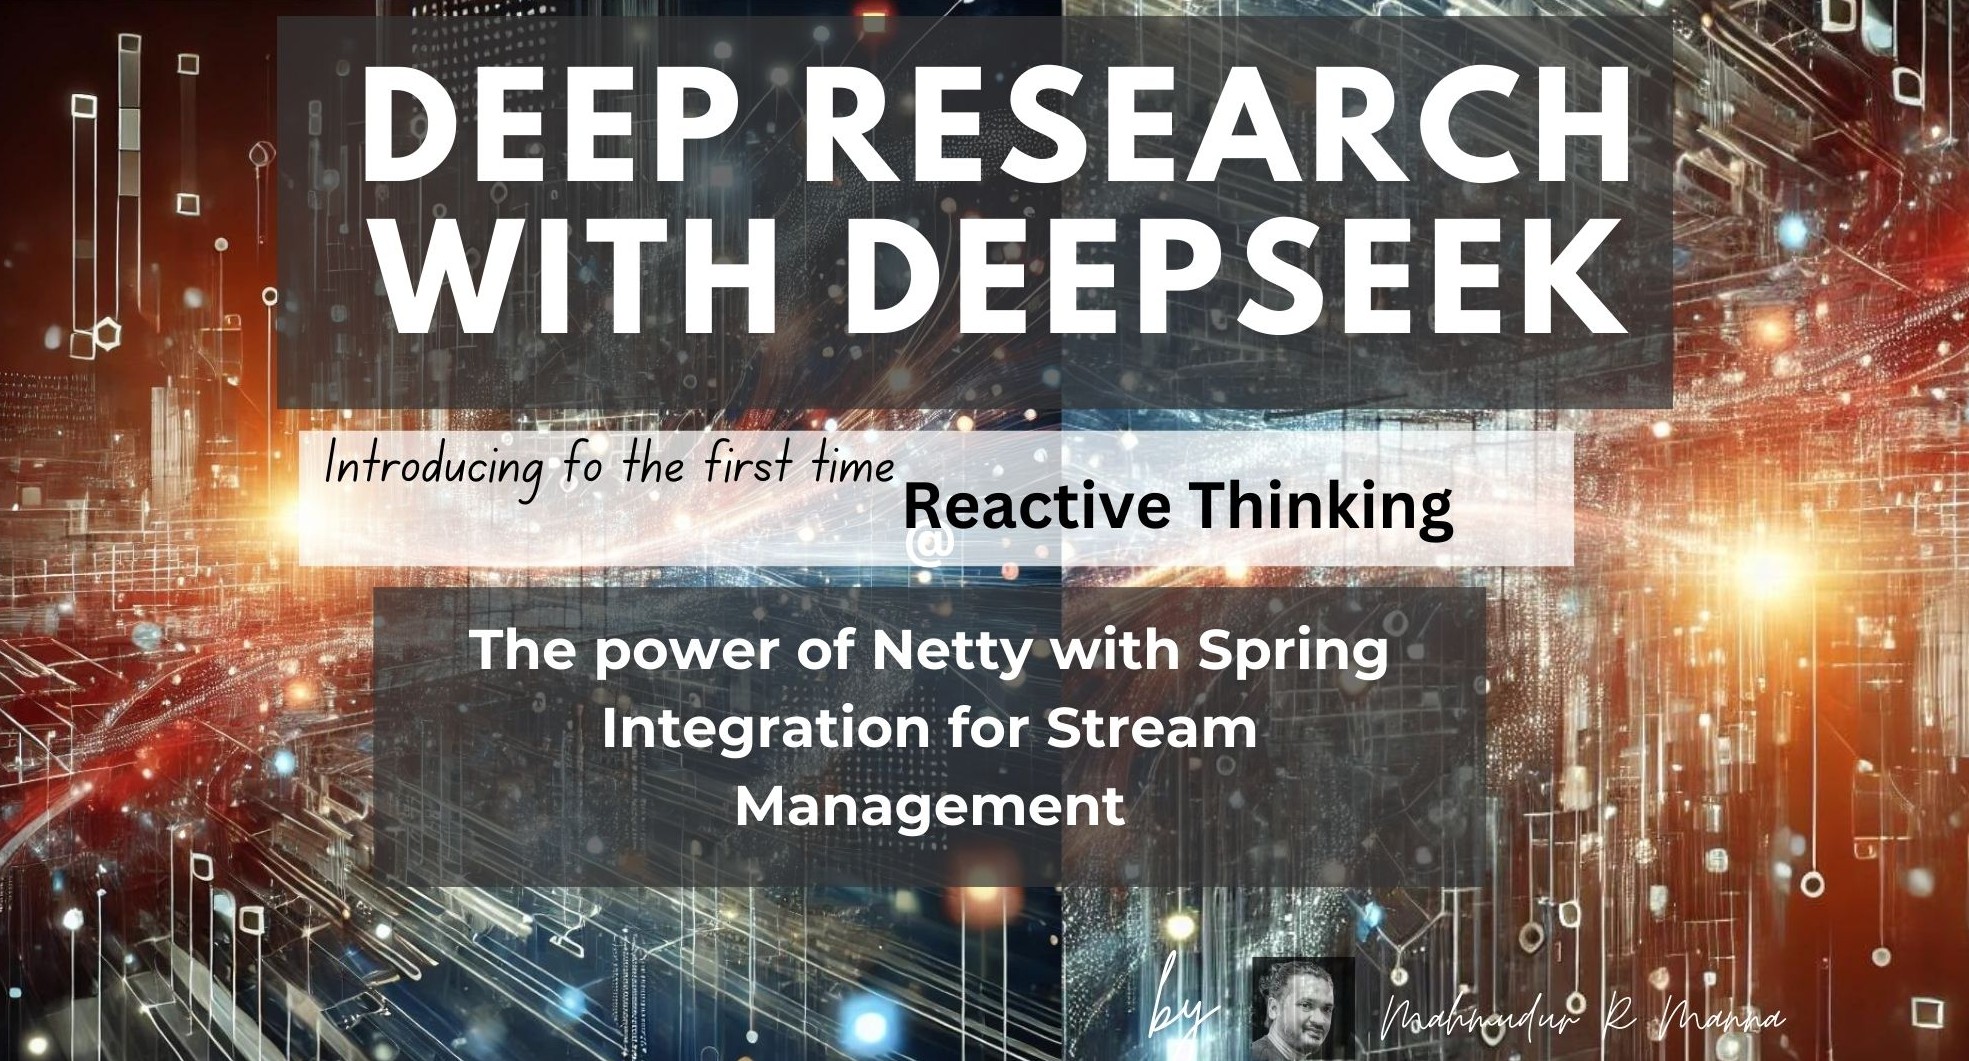 DEEP RESEARCH
WITH DEEPSEEK
Introducing fo the first time
Reactive Thinking
@
The power of Netty with Spring
Integration for Stream
Management
by Mahmudur R Manna